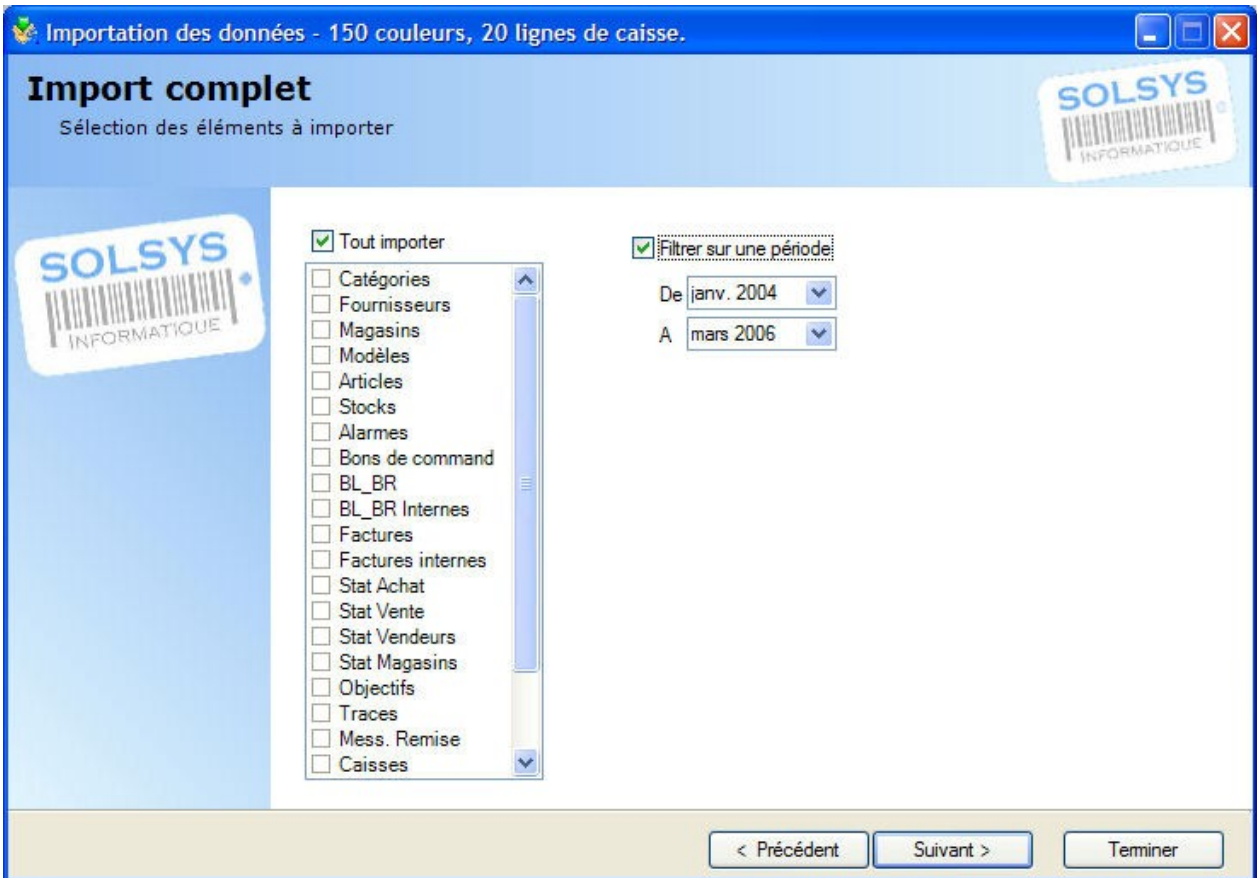 Importation des données - 150 couleurs, 20 lignes de caisse.
Import complet
Sélection des éléments à importer
SOLSYS
INFORMATIQUE
SOLSYS
INFORMATIQUE
Tout importer
Catégories
Fournisseurs
Magasins
Modèles
Articles
Stocks
Alarmes
Bons de command
BL_BR
BL_BR Internes
Factures
Factures internes
Stat Achat
Stat Vente
Stat Vendeurs
Stat Magasins
Objectifs
Traces
Mess. Remise
Caisses
Filtrer sur une période
De janv. 2004
A mars 2006
< Précédent
Suivant >
Terminer